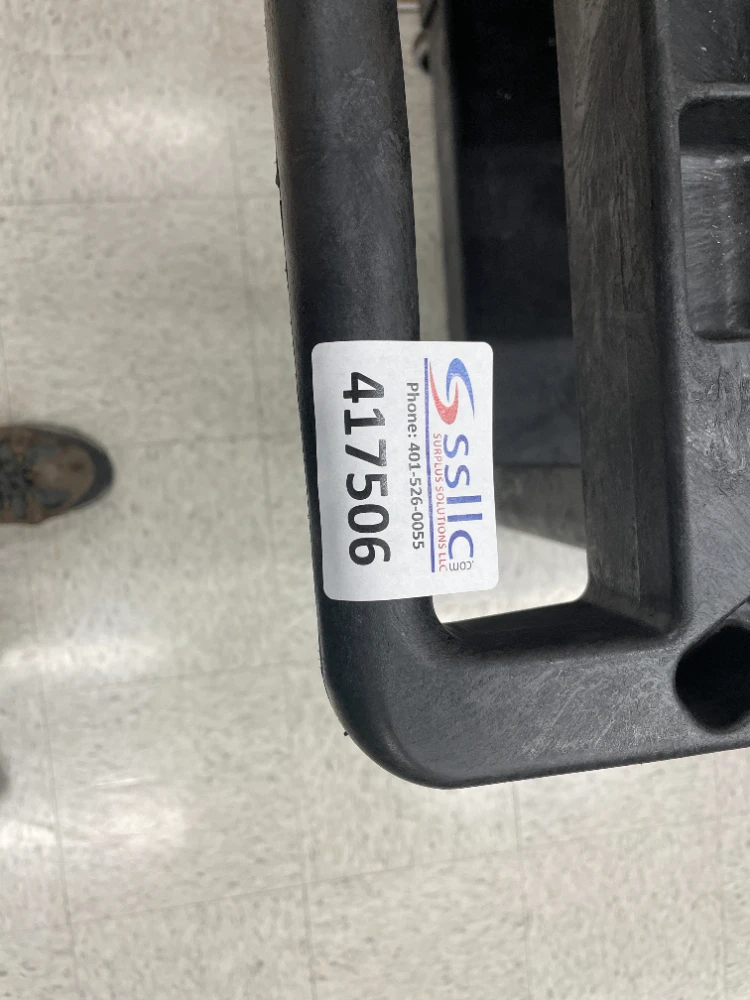 ssllc.com
SURPLUS SOLUTIONS LLC
Phone: 401-526-0055
417506